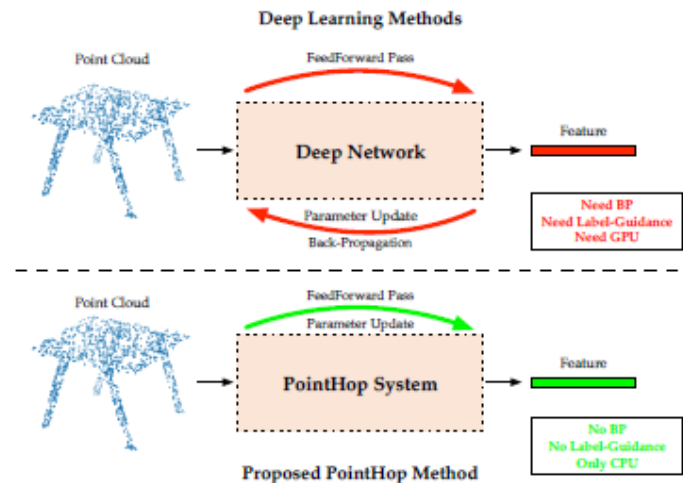 Deep Learning Methods
Point Cloud
FeedForward Pass
Deep Network
Feature
Parameter Update
Back-Propagation
Need BP
Need Label-Guidance
Need GPU
Point Cloud
FeedForward Pass
Parameter Update
PointHop System
Feature
No BP
No Label-Guidance
Only CPU
Proposed PointHop Method